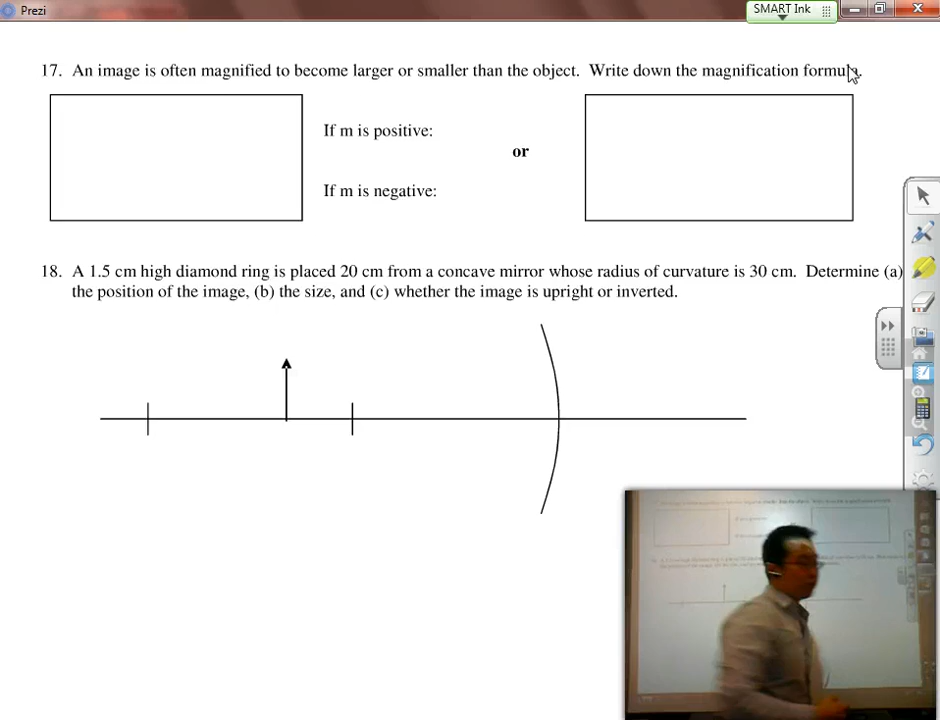 Prezi
SMART Ink
17. An image is often magnified to become larger or smaller than the object. Write down the magnification formula.
If m is positive:
or
If m is negative:
18. A 1.5 cm high diamond ring is placed 20 cm from a concave mirror whose radius of curvature is 30 cm. Determine (a)
the position of the image, (b) the size, and (c) whether the image is upright or inverted.